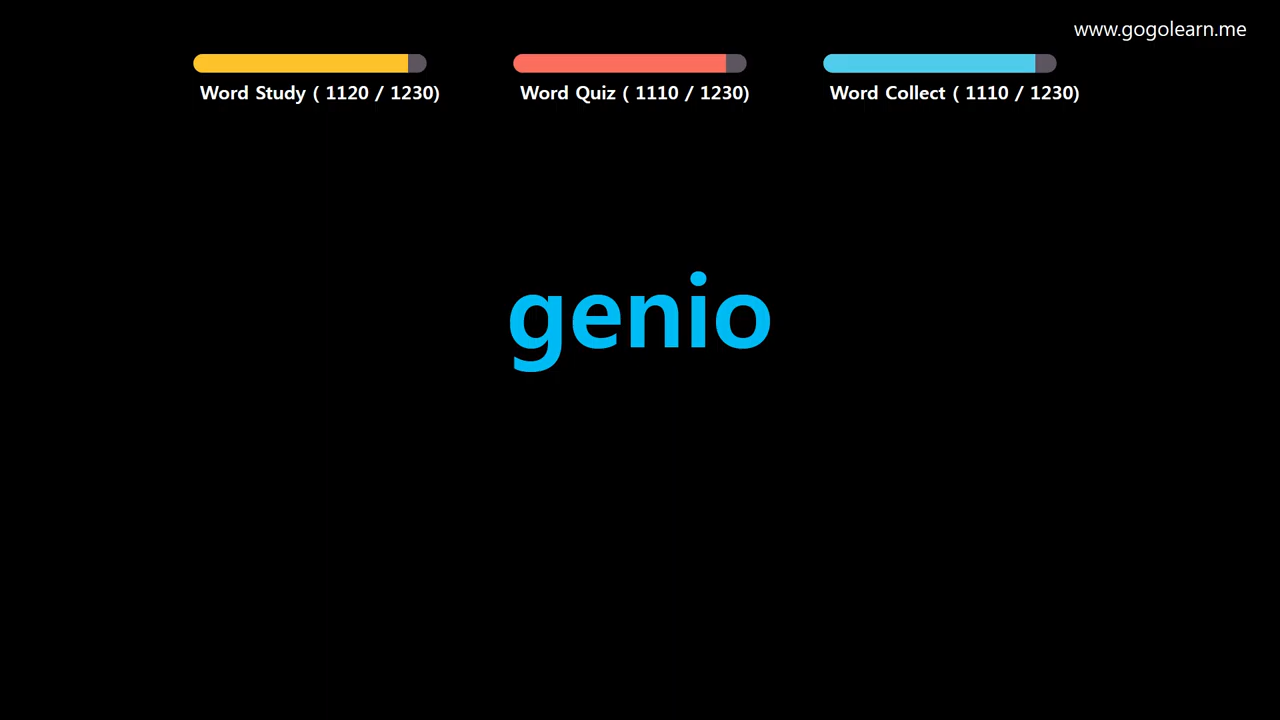 www.gogolearn.me
Word Study ( 1120 / 1230)
Word Quiz ( 1110 / 1230)
Word Collect ( 1110 / 1230)
genio